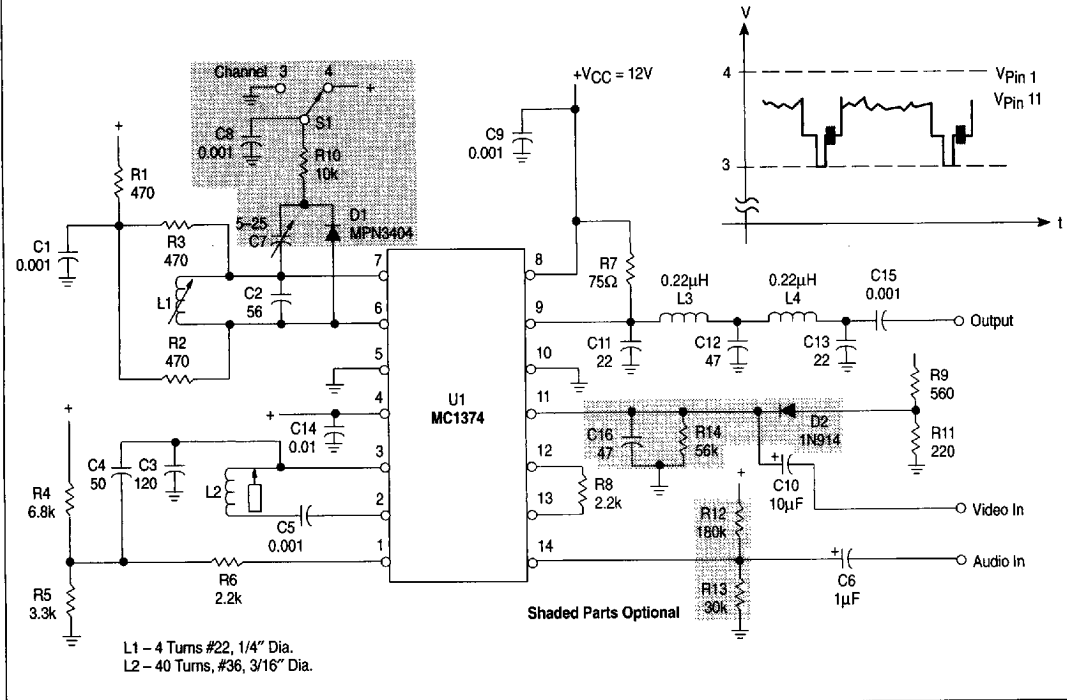 Channel 3 4
+
S1
C8
0.001
R10
10k
5–25
C7
D1
MPN3404
+
R1
470
C1
0.001
R3
470
L1
C2
56
R2
470
7
6
5
4
3
2
1
+
C14
0.01
+
C4
50
C3
120
L2
C5
0.001
R4
6.8k
R5
3.3k
R6
2.2k
U1
MC1374
8
9
10
11
12
13
14
+VCC = 12V
C9
0.001
R7
75Ω
0.22μH
L3
0.22μH
L4
C15
0.001
Output
C11
22
C12
47
C13
22
R9
560
R11
220
D2
1N914
C16
47
R14
56k
+
C10
10μF
Video In
R8
2.2k
+
R12
180k
R13
30k
+
C6
1μF
Audio In
Shaded Parts Optional
V
4
3
VPin 1
VPin 11
t
L1 – 4 Turns #22, 1/4″ Dia.
L2 – 40 Turns, #36, 3/16″ Dia.